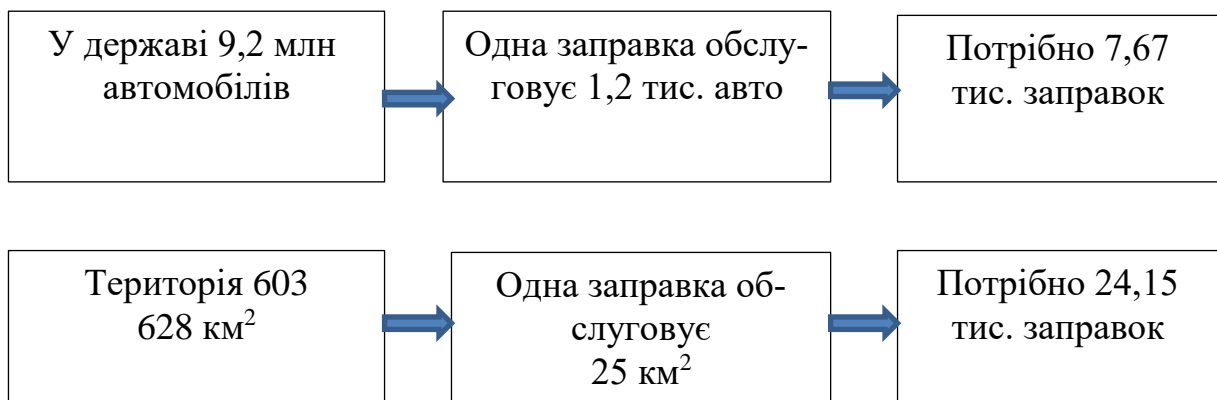 У державі 9,2 млн
автомобілів
Одна заправка обслу-
говує 1,2 тис. авто
Потрібно 7,67
тис. заправок
Територія 603
628 км²
Одна заправка об-
слуговує
25 км²
Потрібно 24,15
тис. заправок